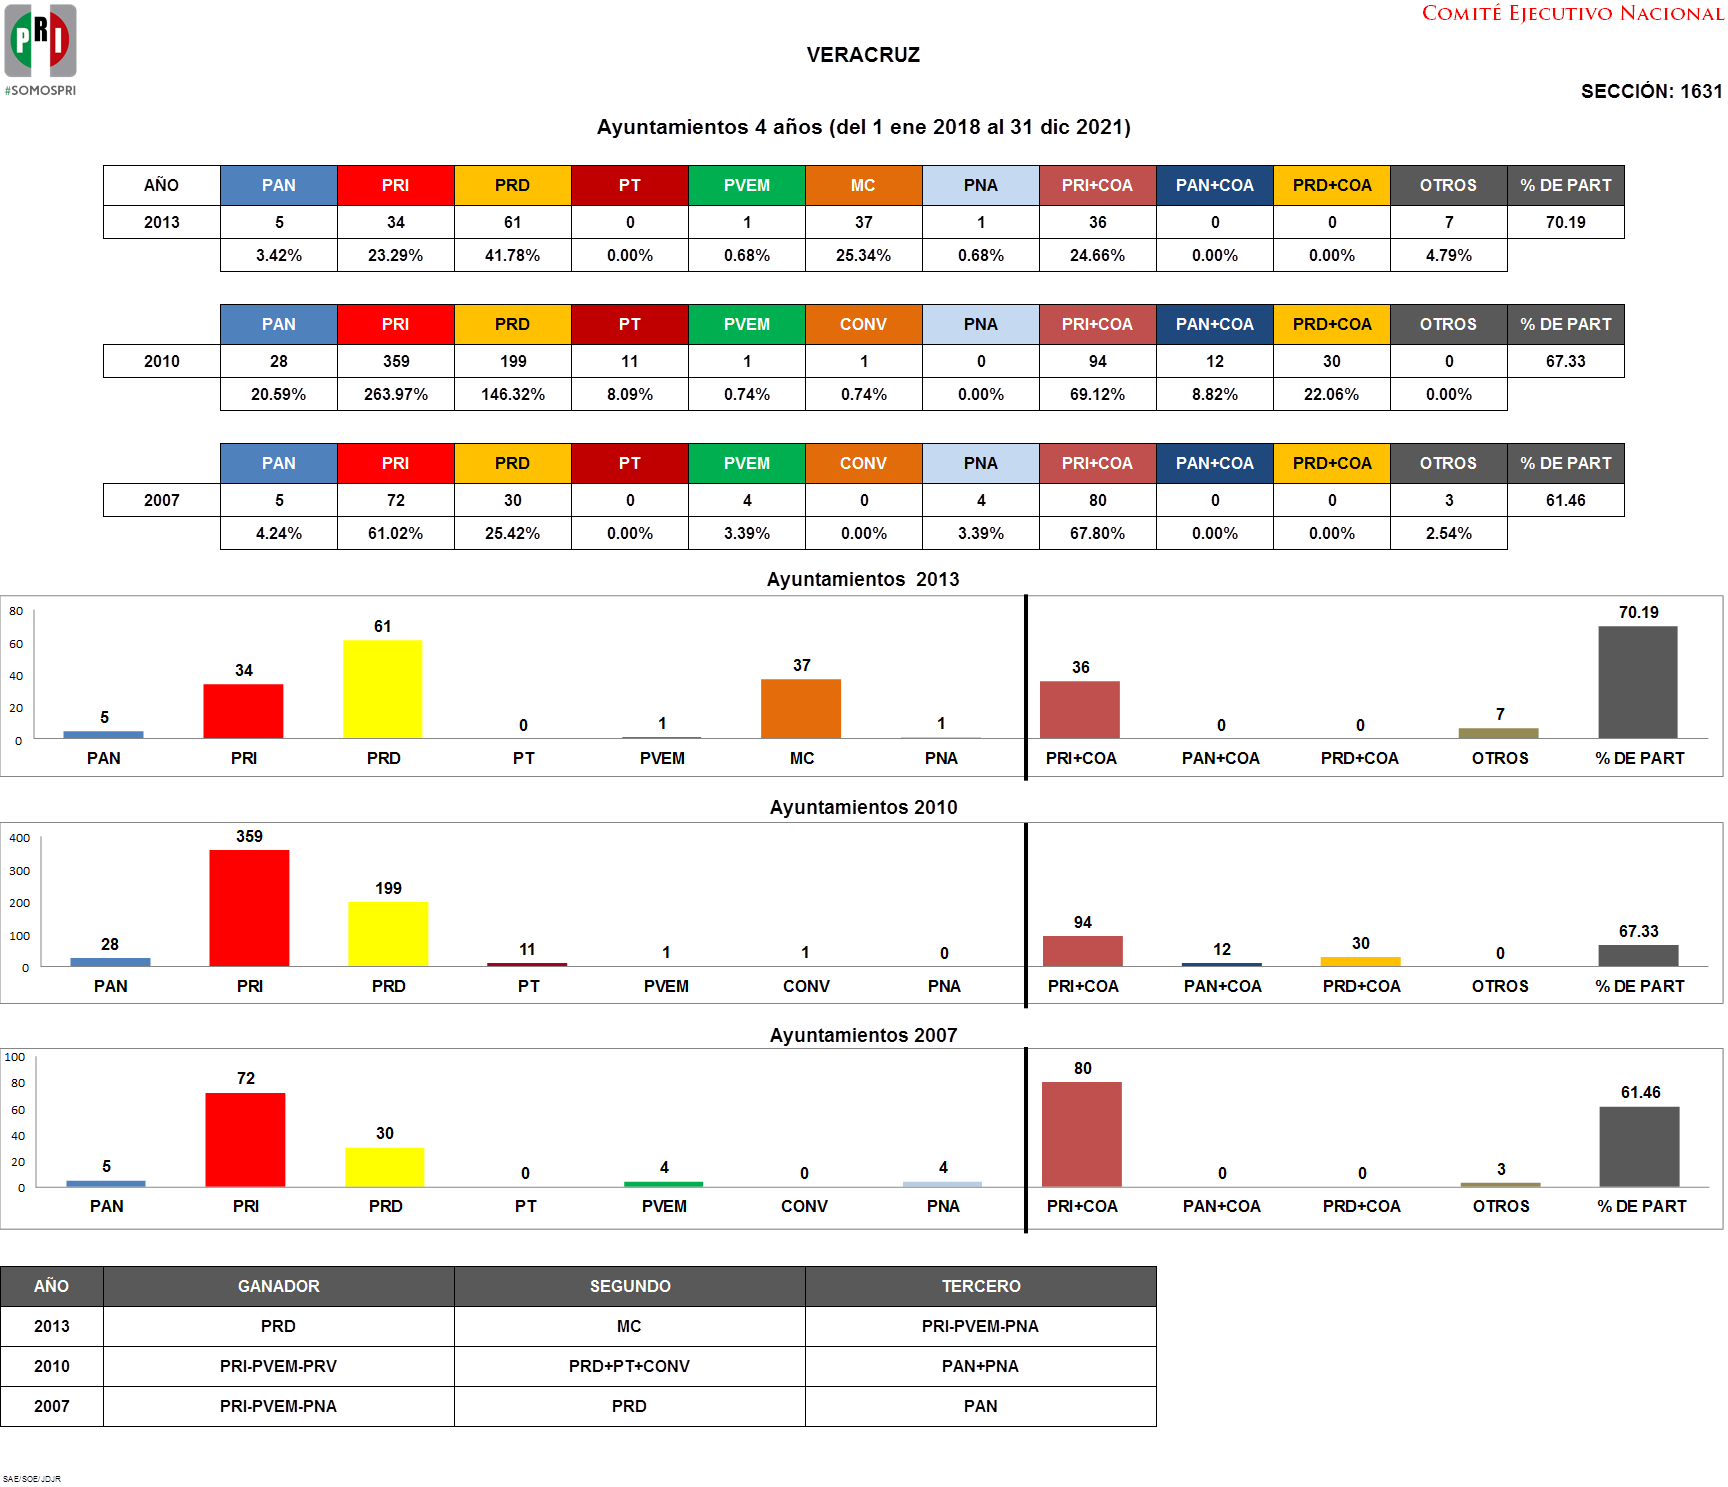 PRI
#SOMOSPRI
COMITÉ EJECUTIVO NACIONAL
VERACRUZ
SECCIÓN: 1631
Ayuntamientos 4 años (del 1 ene 2018 al 31 dic 2021)
AÑO PAN PRI PRD PT PVEM MC PNA PRI+COA PAN+COA PRD+COA OTROS % DE PART
2013 5 34 61 0 1 37 1 36 0 0 7 70.19
3.42% 23.29% 41.78% 0.00% 0.68% 25.34% 0.68% 24.66% 0.00% 0.00% 4.79%
PAN PRI PRD PT PVEM CONV PNA PRI+COA PAN+COA PRD+COA OTROS % DE PART
2010 28 359 199 11 1 1 0 94 12 30 0 67.33
20.59% 263.97% 146.32% 8.09% 0.74% 0.74% 0.00% 69.12% 8.82% 22.06% 0.00%
PAN PRI PRD PT PVEM CONV PNA PRI+COA PAN+COA PRD+COA OTROS % DE PART
2007 5 72 30 0 4 0 4 80 0 0 3 61.46
4.24% 61.02% 25.42% 0.00% 3.39% 0.00% 3.39% 67.80% 0.00% 0.00% 2.54%
Ayuntamientos 2013
80
60
40
20
0
5 34 61 0 1 37 1 36 0 0 7 70.19
PAN PRI PRD PT PVEM MC PNA PRI+COA PAN+COA PRD+COA OTROS % DE PART
Ayuntamientos 2010
400
300
200
100
0
28 359 199 11 1 1 0 94 12 30 0 67.33
PAN PRI PRD PT PVEM CONV PNA PRI+COA PAN+COA PRD+COA OTROS % DE PART
Ayuntamientos 2007
100
80
60
40
20
0
5 72 30 0 4 0 4 80 0 0 3 61.46
PAN PRI PRD PT PVEM CONV PNA PRI+COA PAN+COA PRD+COA OTROS % DE PART
AÑO GANADOR SEGUNDO TERCERO
2013 PRD MC PRI-PVEM-PNA
2010 PRI-PVEM-PRV PRD+PT+CONV PAN+PNA
2007 PRI-PVEM-PNA PRD PAN
SAE/SOE/JDJR